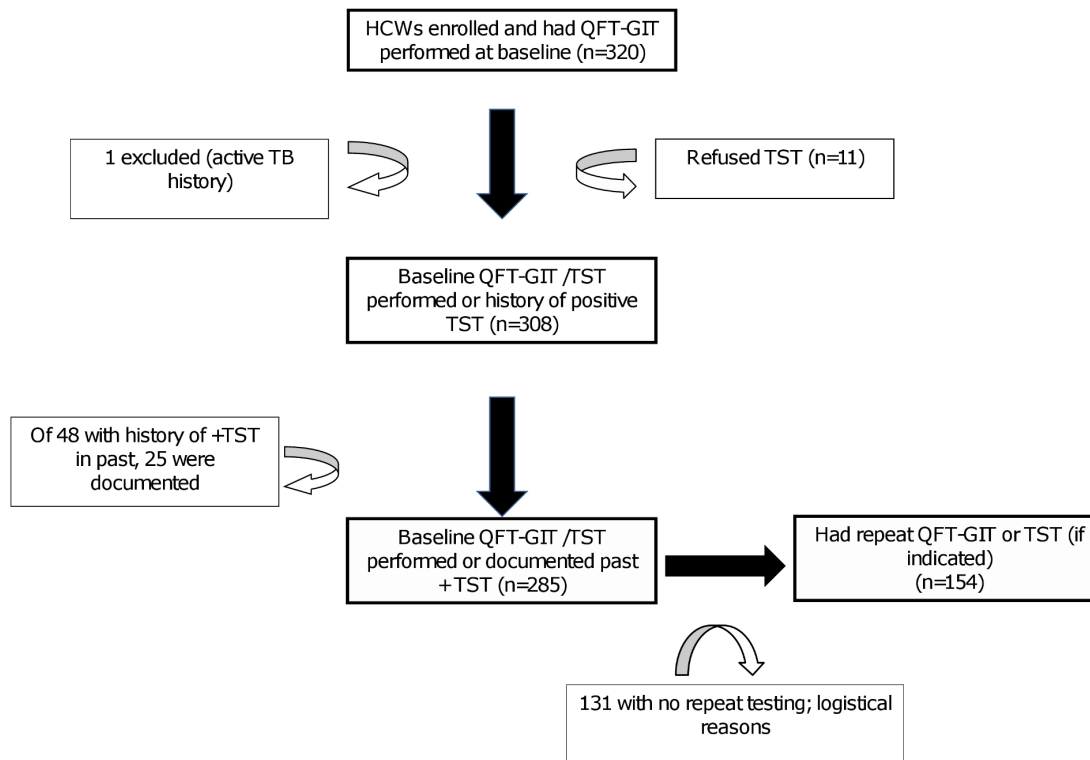 HCWs enrolled and had QFT-GIT
performed at baseline (n=320)
1 excluded (active TB
history)
Refused TST (n=11)
Baseline QFT-GIT /TST
performed or history of positive
TST (n=308)
Of 48 with history of +TST
in past, 25 were
documented
Baseline QFT-GIT /TST
performed or documented past
+ TST (n=285)
Had repeat QFT-GIT or TST (if
indicated)
(n=154)
131 with no repeat testing; logistical
reasons